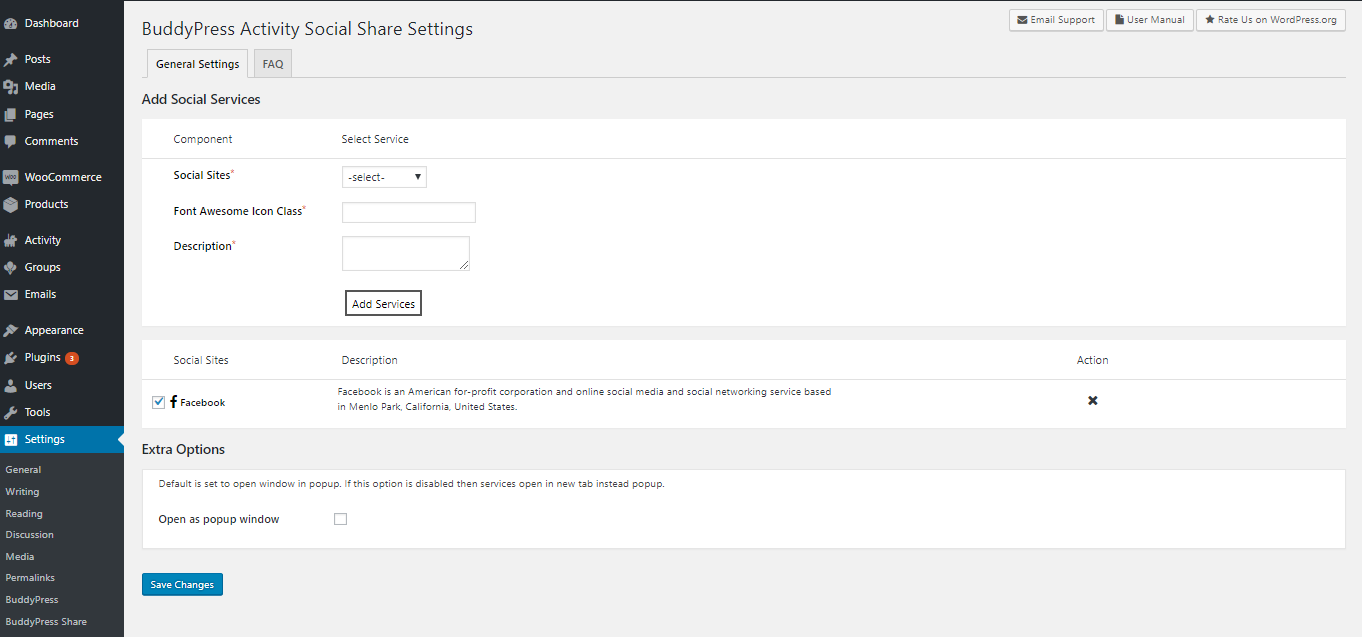 Dashboard
Posts
Media
Pages
Comments
WooCommerce
Products
Activity
Groups
Emails
Appearance
Plugins 3
Users
Tools
Settings
General
Writing
Reading
Discussion
Media
Permalinks
BuddyPress
BuddyPress Share
BuddyPress Activity Social Share Settings
Email Support
User Manual
Rate Us on WordPress.org
General Settings
FAQ
Add Social Services
Component Select Service
Social Sites*
-select-
Font Awesome Icon Class*
Description*
Add Services
Social Sites Description Action
Facebook
Facebook is an American for-profit corporation and online social media and social networking service based
in Menlo Park, California, United States.
Extra Options
Default is set to open window in popup. If this option is disabled then services open in new tab instead popup.
Open as popup window
Save Changes